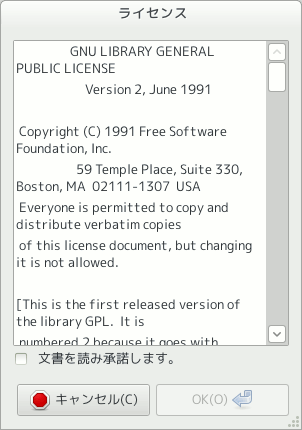 ライセンス
GNU LIBRARY GENERAL
PUBLIC LICENSE
Version 2, June 1991
Copyright (C) 1991 Free Software
Foundation, Inc.
59 Temple Place, Suite 330,
Boston, MA  02111-1307  USA
Everyone is permitted to copy and
distribute verbatim copies
of this license document, but changing
it is not allowed.
[This is the first released version of
the library GPL.  It is
numbered 2 because it goes with
文書を読み承諾します。
キャンセル(C)
OK(O)